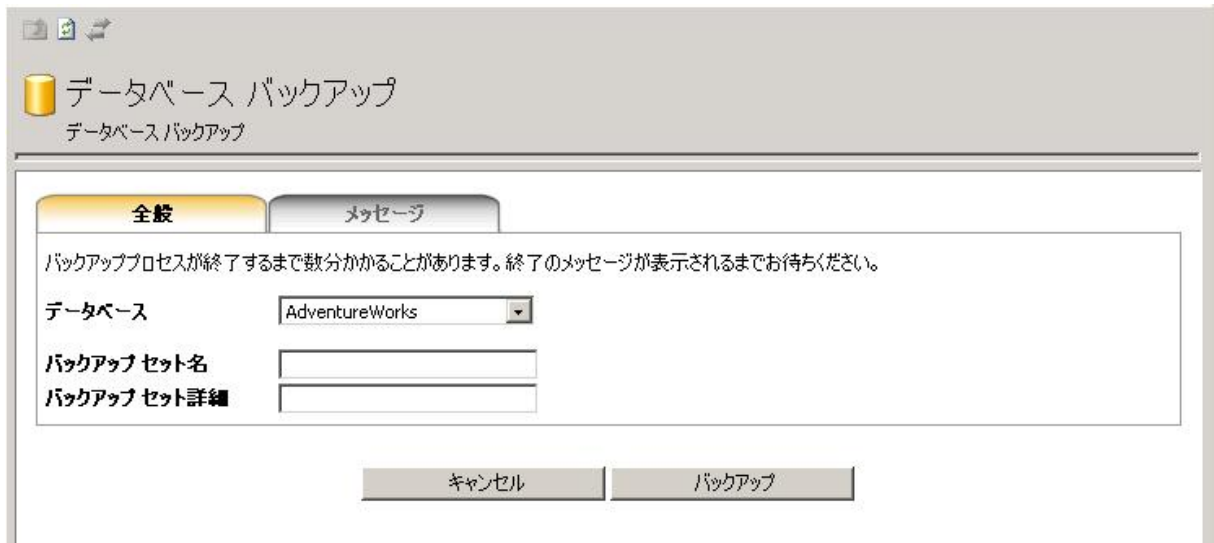 データベース バックアップ
データベース バックアップ
全般 メッセージ
バックアッププロセスが終了するまで数分かかることがあります。終了のメッセージが表示されるまでお待ちください。
データベース AdventureWorks
バックアップ セット名
バックアップ セット詳細
キャンセル バックアップ